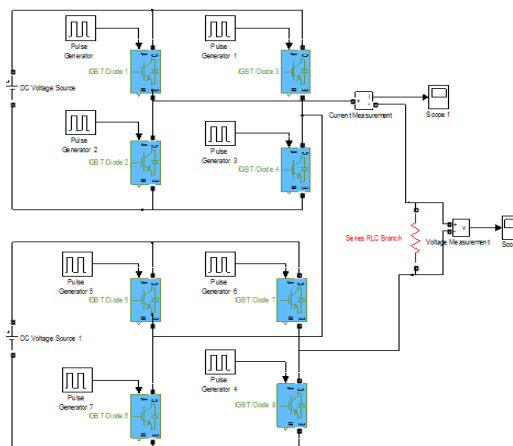 Pulse
Generator
IGBT/Diode 1
Pulse
Generator 1
IGBT/Diode 3
DC Voltage Source
Current Measurement
Scope 1
Pulse
Generator 2
IGBT/Diode 2
Pulse
Generator 3
IGBT/Diode 4
Series RLC Branch
Voltage Measurement
Pulse
Generator 5
IGBT/Diode 5
Pulse
Generator 6
IGBT/Diode 7
DC Voltage Source 1
Pulse
Generator 7
IGBT/Diode 6
Pulse
Generator 4
IGBT/Diode 8